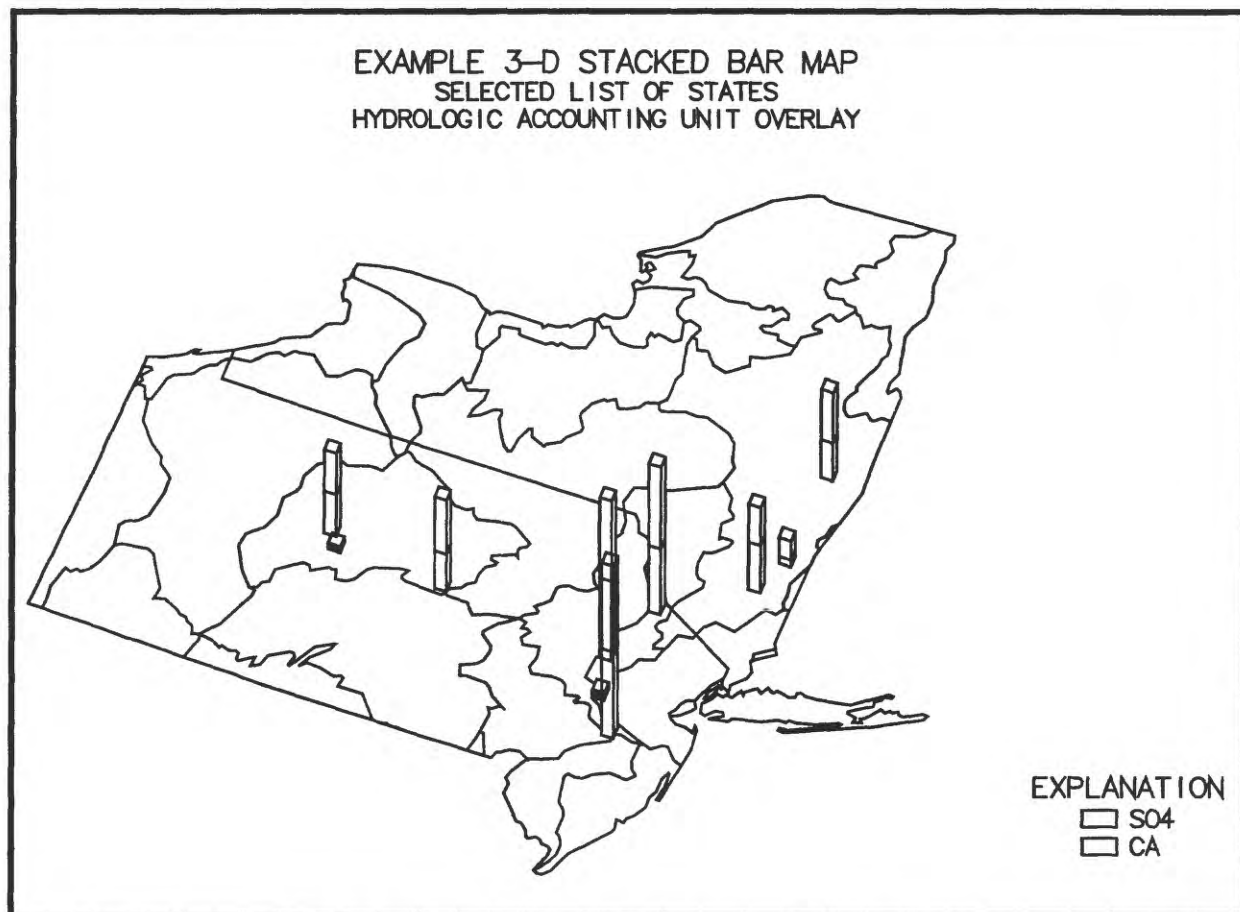 EXAMPLE 3-D STACKED BAR MAP
SELECTED LIST OF STATES
HYDROLOGIC ACCOUNTING UNIT OVERLAY
EXPLANATION
SO4
CA